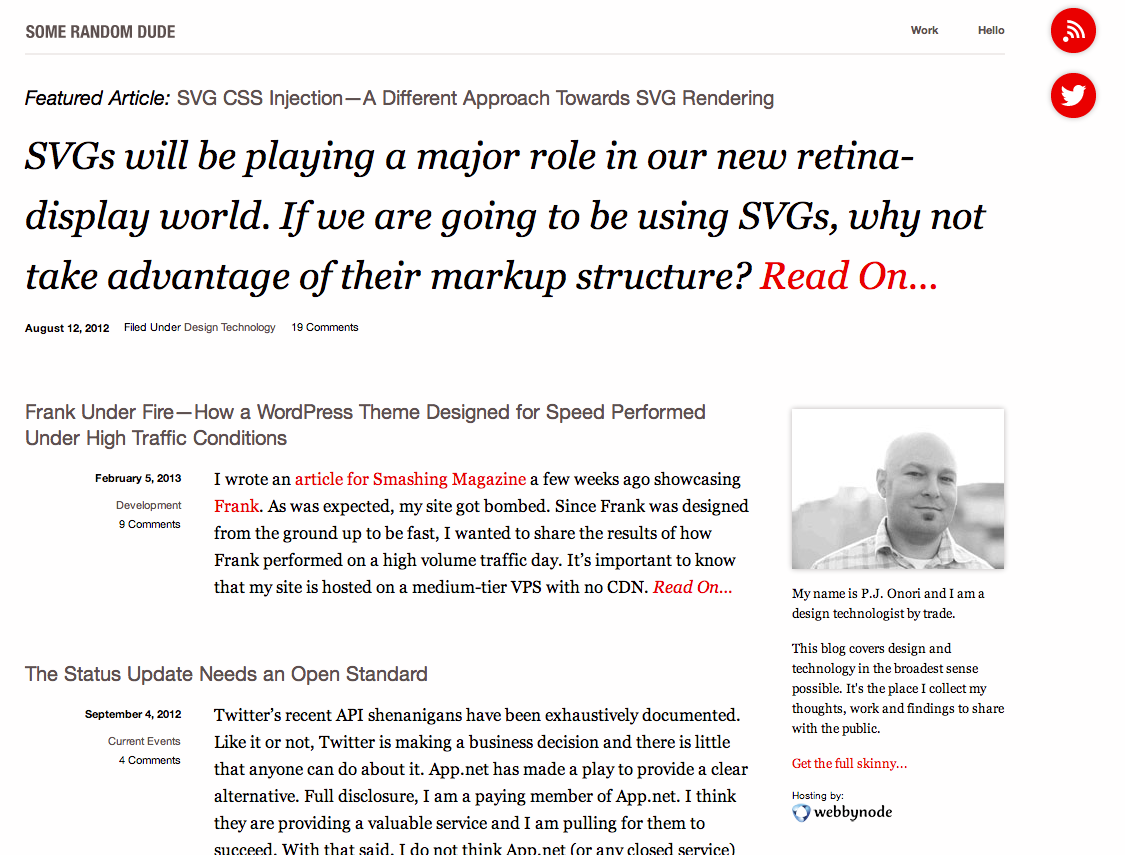 SOME RANDOM DUDE
Work
Hello
Featured Article: SVG CSS Injection—A Different Approach Towards SVG Rendering
SVGs will be playing a major role in our new retina-
display world. If we are going to be using SVGs, why not
take advantage of their markup structure? Read On...
August 12, 2012 Filed Under Design Technology 19 Comments
Frank Under Fire—How a WordPress Theme Designed for Speed Performed
Under High Traffic Conditions
February 5, 2013
Development
9 Comments
I wrote an article for Smashing Magazine a few weeks ago showcasing
Frank. As was expected, my site got bombed. Since Frank was designed
from the ground up to be fast, I wanted to share the results of how
Frank performed on a high volume traffic day. It’s important to know
that my site is hosted on a medium-tier VPS with no CDN. Read On...
The Status Update Needs an Open Standard
September 4, 2012
Current Events
4 Comments
Twitter’s recent API shenanigans have been exhaustively documented.
Like it or not, Twitter is making a business decision and there is little
that anyone can do about it. App.net has made a play to provide a clear
alternative. Full disclosure, I am a paying member of App.net. I think
they are providing a valuable service and I am pulling for them to
succeed. With that said, I do not think App.net (or any closed service)
My name is P.J. Onori and I am a
design technologist by trade.
This blog covers design and
technology in the broadest sense
possible. It's the place I collect my
thoughts, work and findings to share
with the public.
Get the full skinny...
Hosting by:
webbynode